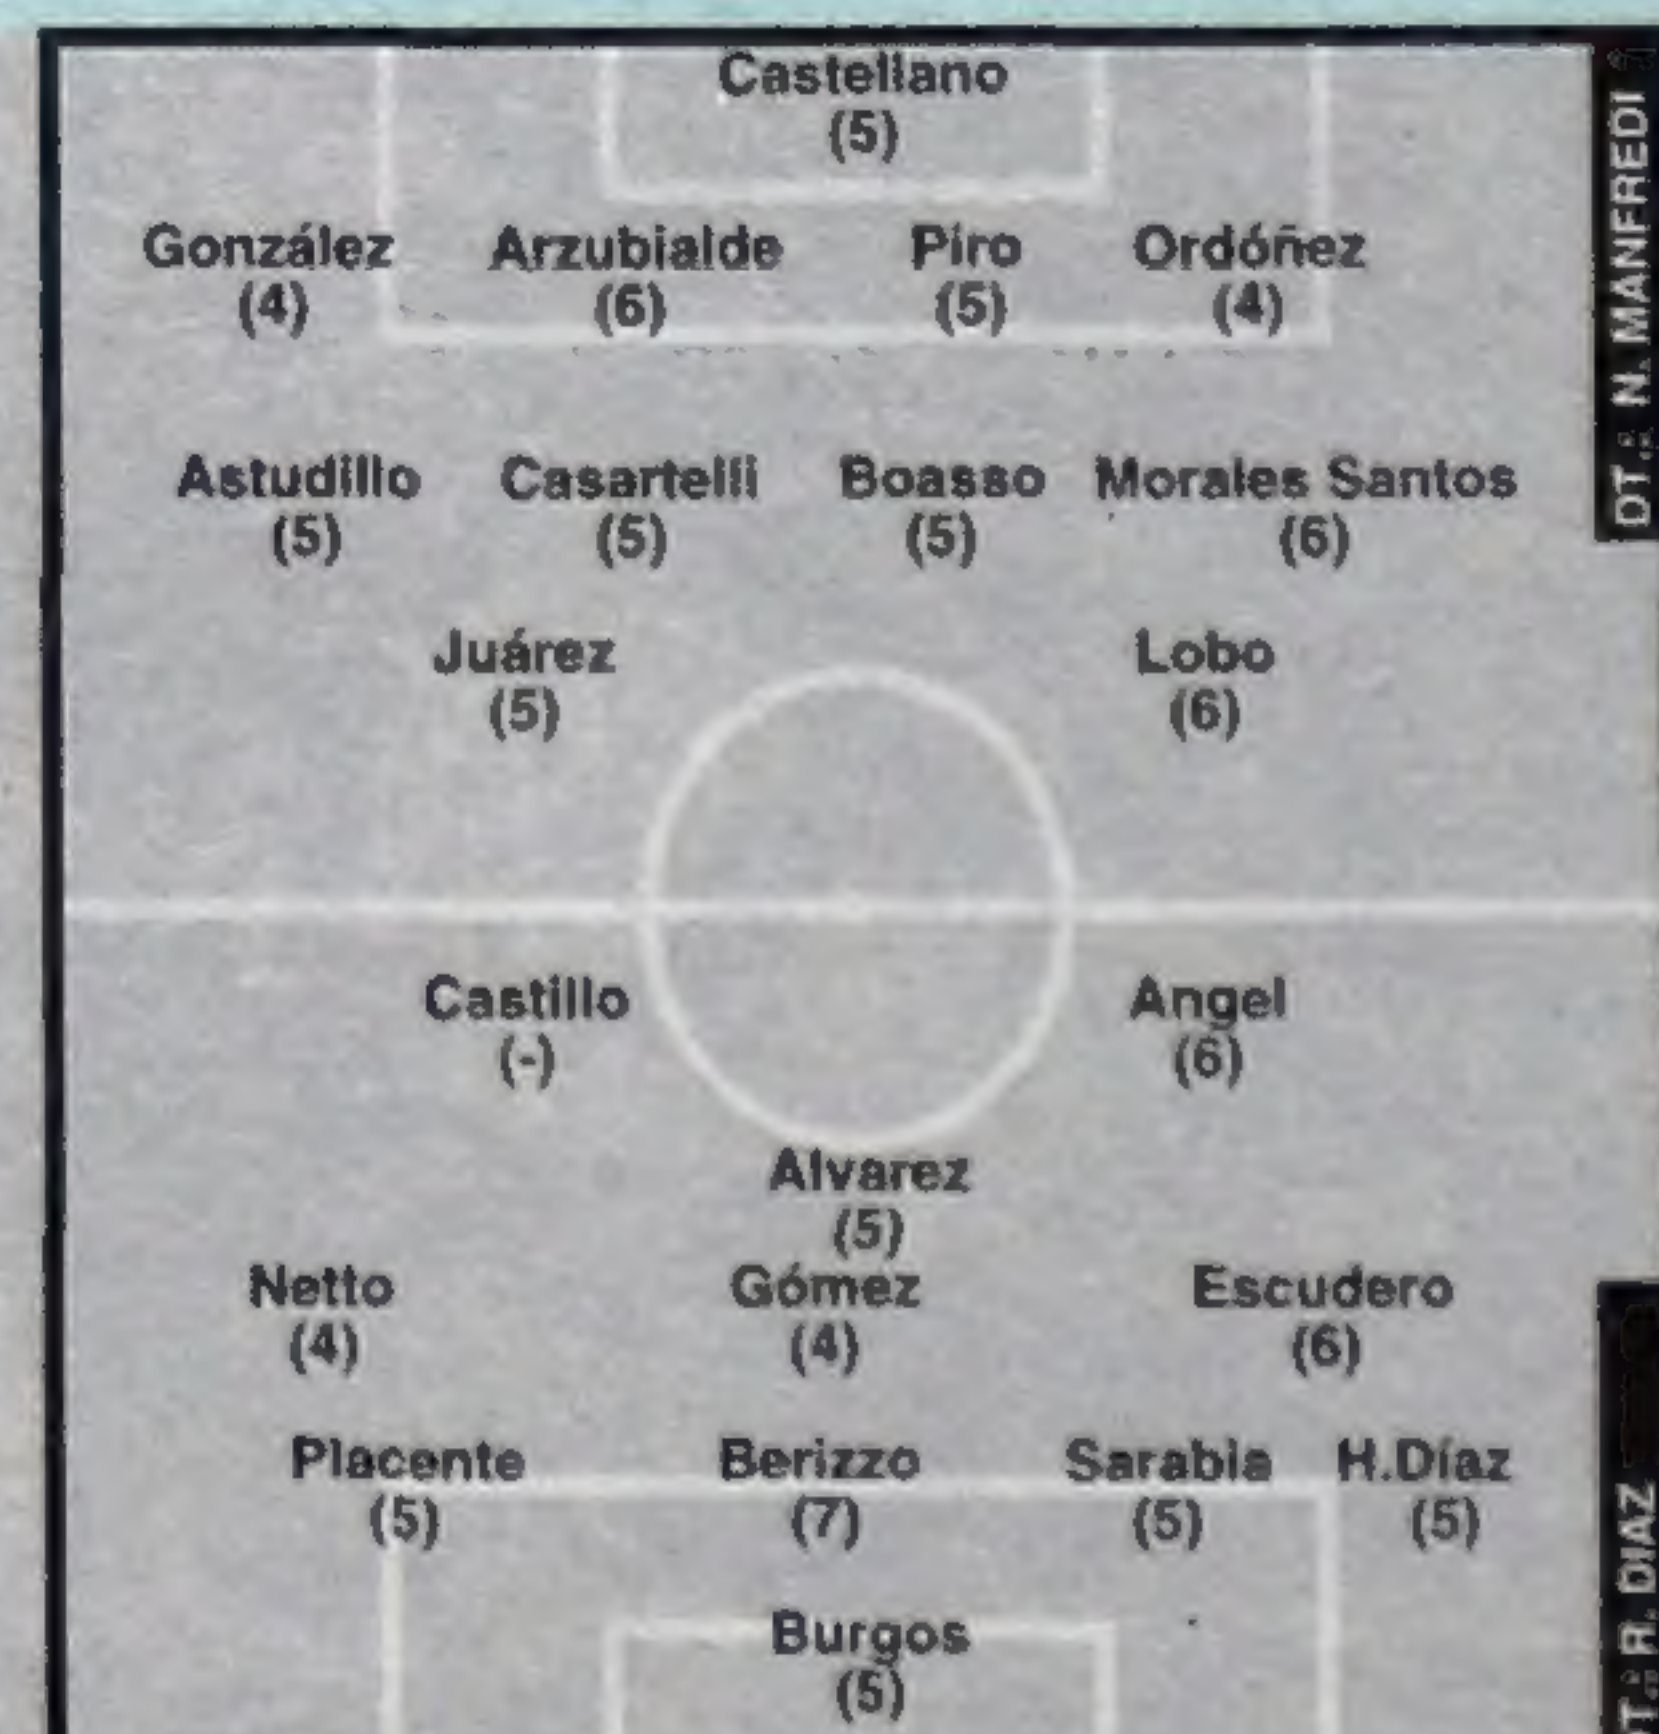 Castellano
(5)
González Arzubialde Piro Ordóñez
(4) (6) (5) (4)
Astudillo Casartelli Boasso Morales Santos
(5) (5) (5) (6)
Juárez Lobo
(5) (6)
Castillo Angel
(-) (6)
Alvarez
(5)
Netto Gómez Escudero
(4) (4) (6)
Placente Berizzo Sarabia H.Díaz
(5) (7) (5) (5)
Burgos
(5)
DT.: N. MANFREDI
DT.: R. DIAZ